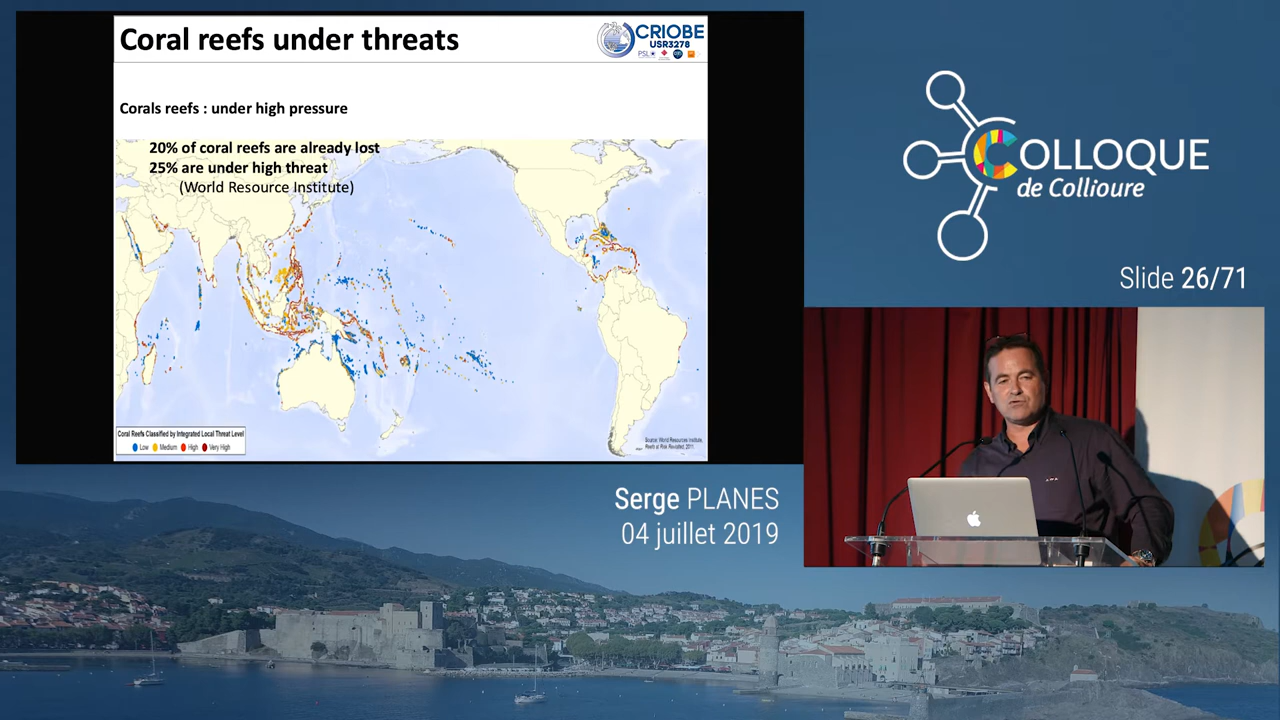 Coral reefs under threats
CRIOBE
USR3278
PSL
Corals reefs : under high pressure
20% of coral reefs are already lost
25% are under high threat
(World Resource Institute)
Coral Reefs Classified by Integrated Local Threat Level
Low Medium High Very High
Source: World Resources Institute,
Reefs at Risk Revisited, 2011.
COLLOQUE
de Collioure
Slide 26/71
Serge PLANES
04 juillet 2019